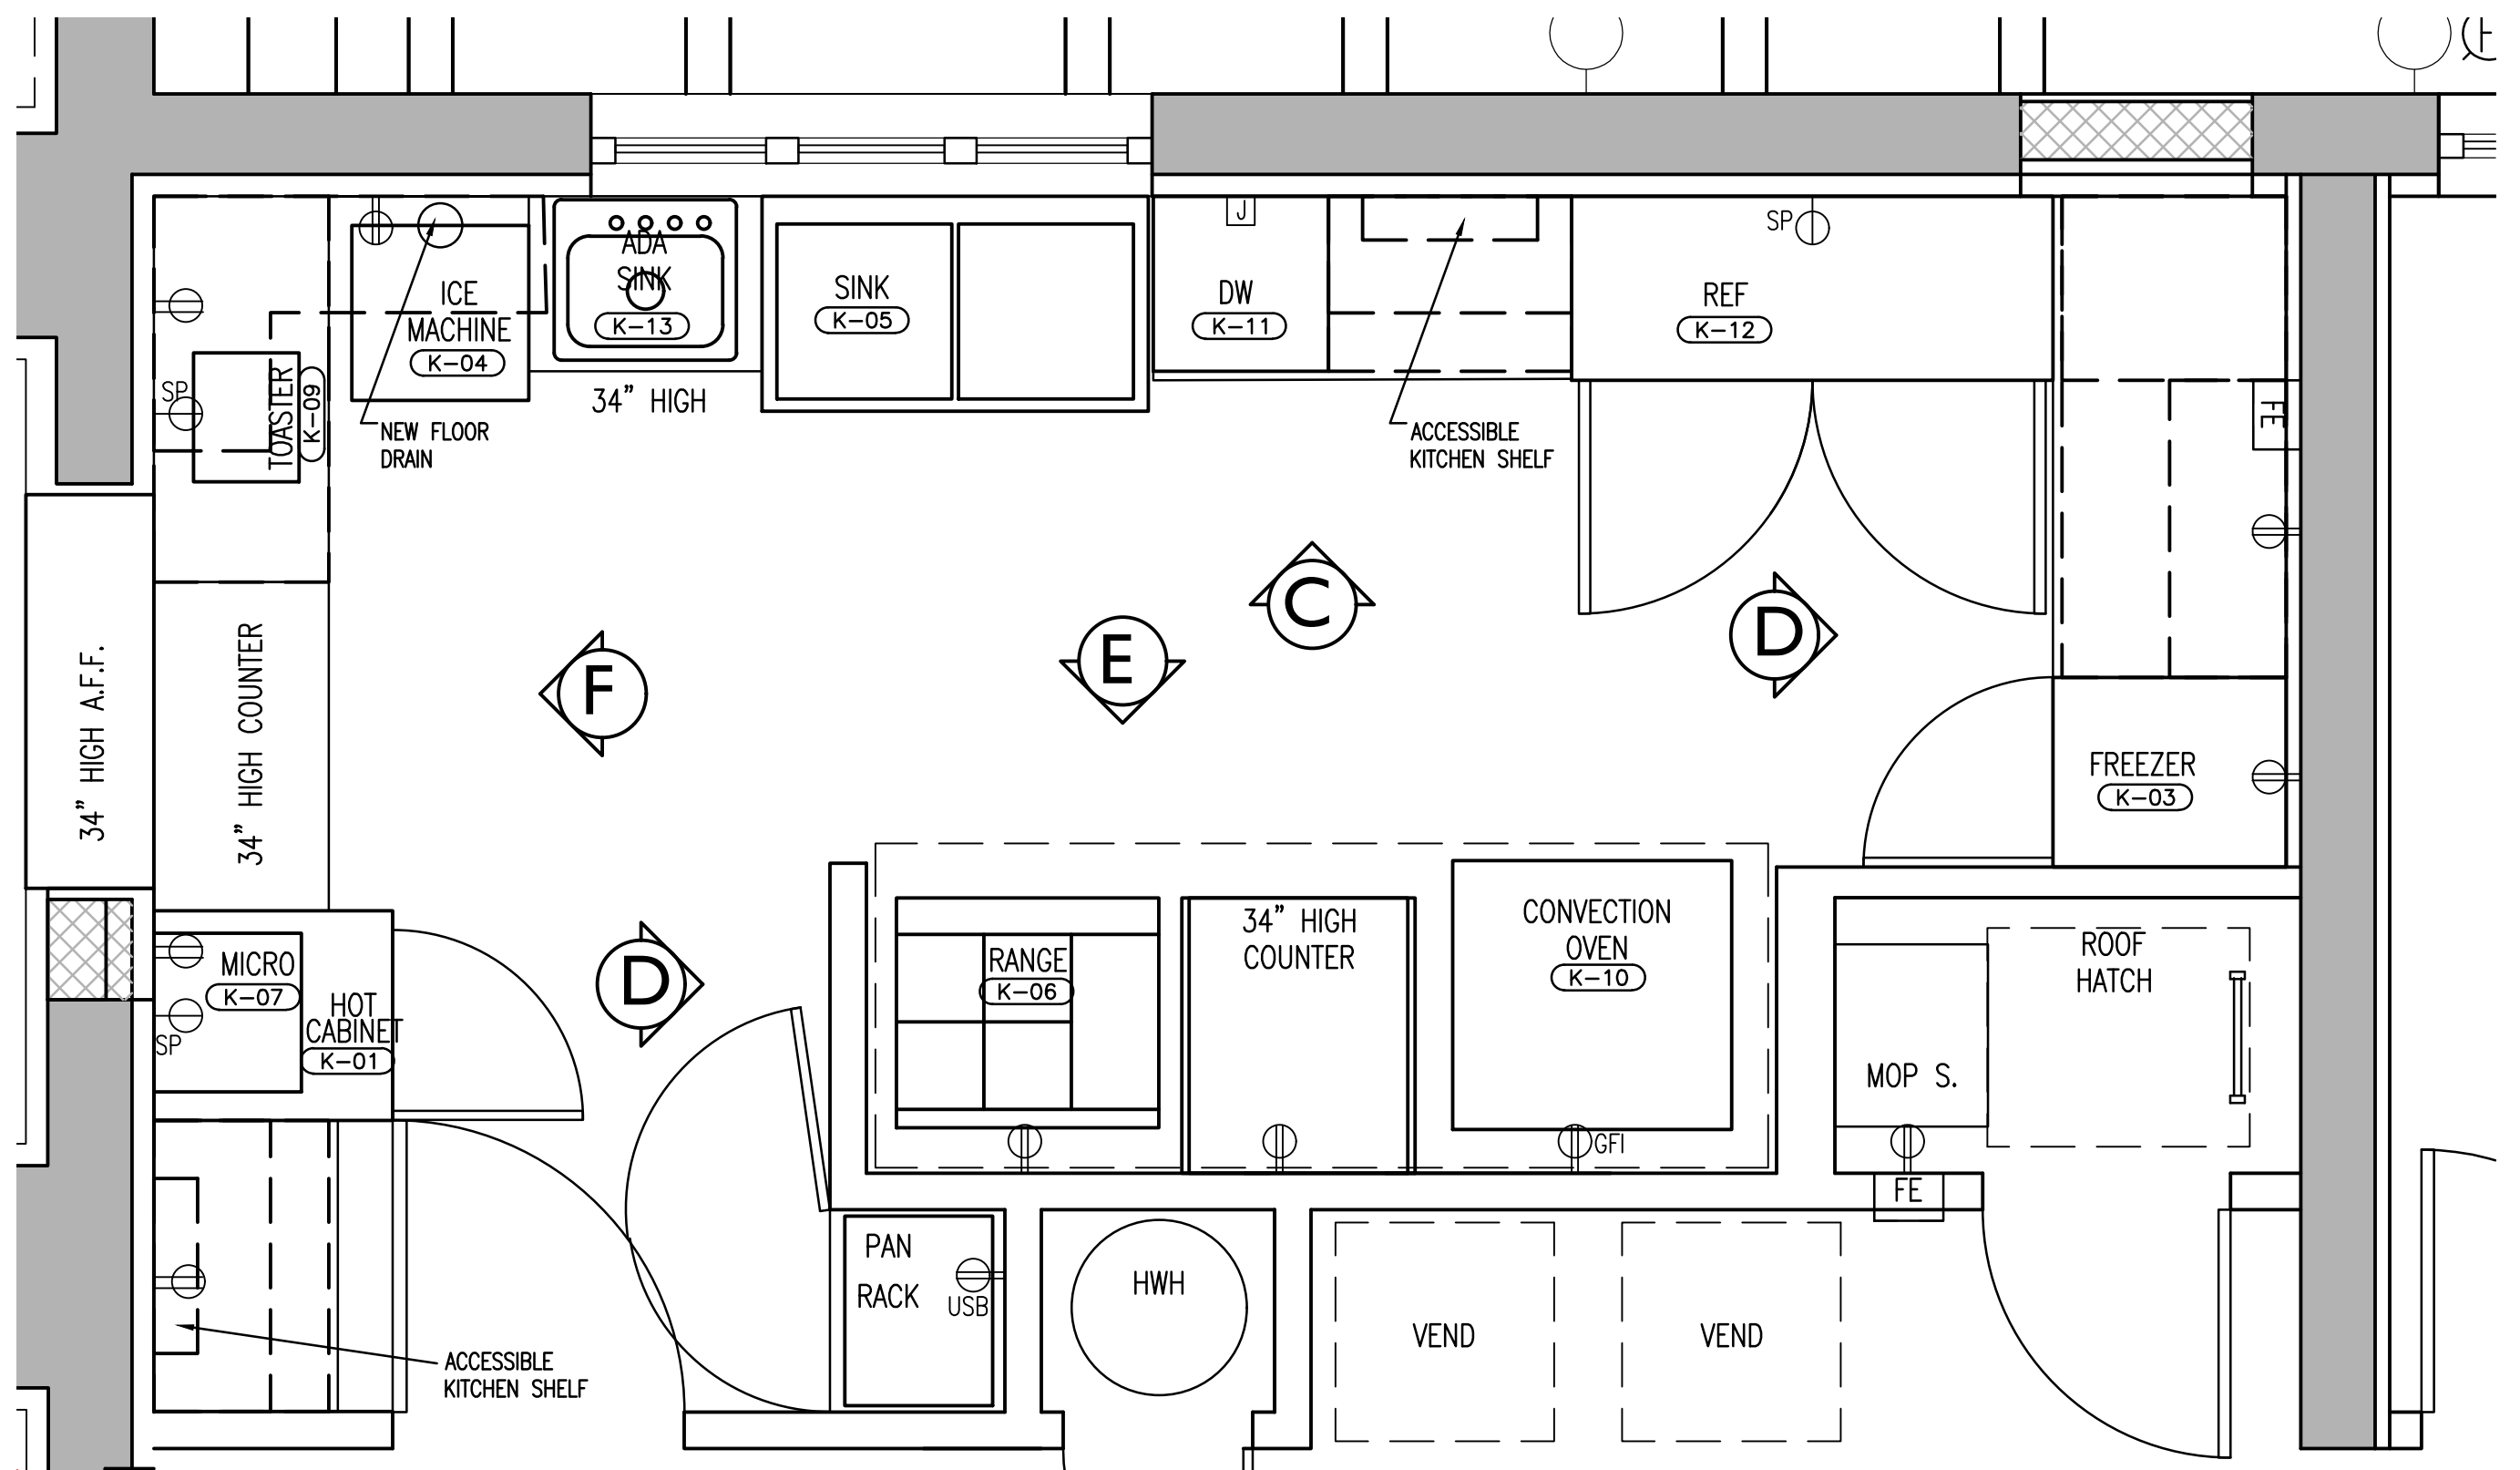 J
SP
ADA
SINK
K-13
ICE
MACHINE
K-04
SINK
K-05
DW
K-11
REF
K-12
34" HIGH
SP
TOASTER
K-09
NEW FLOOR
DRAIN
ACCESSIBLE
KITCHEN SHELF
FE
C
E
D
F
34" HIGH A.F.F.
34" HIGH COUNTER
FREEZER
K-03
MICRO
K-07
HOT
CABINET
K-01
SP
D
RANGE
K-06
34" HIGH
COUNTER
CONVECTION
OVEN
K-10
GFI
ROOF
HATCH
MOP S.
FE
PAN
RACK
USB
HWH
VEND
VEND
ACCESSIBLE
KITCHEN SHELF